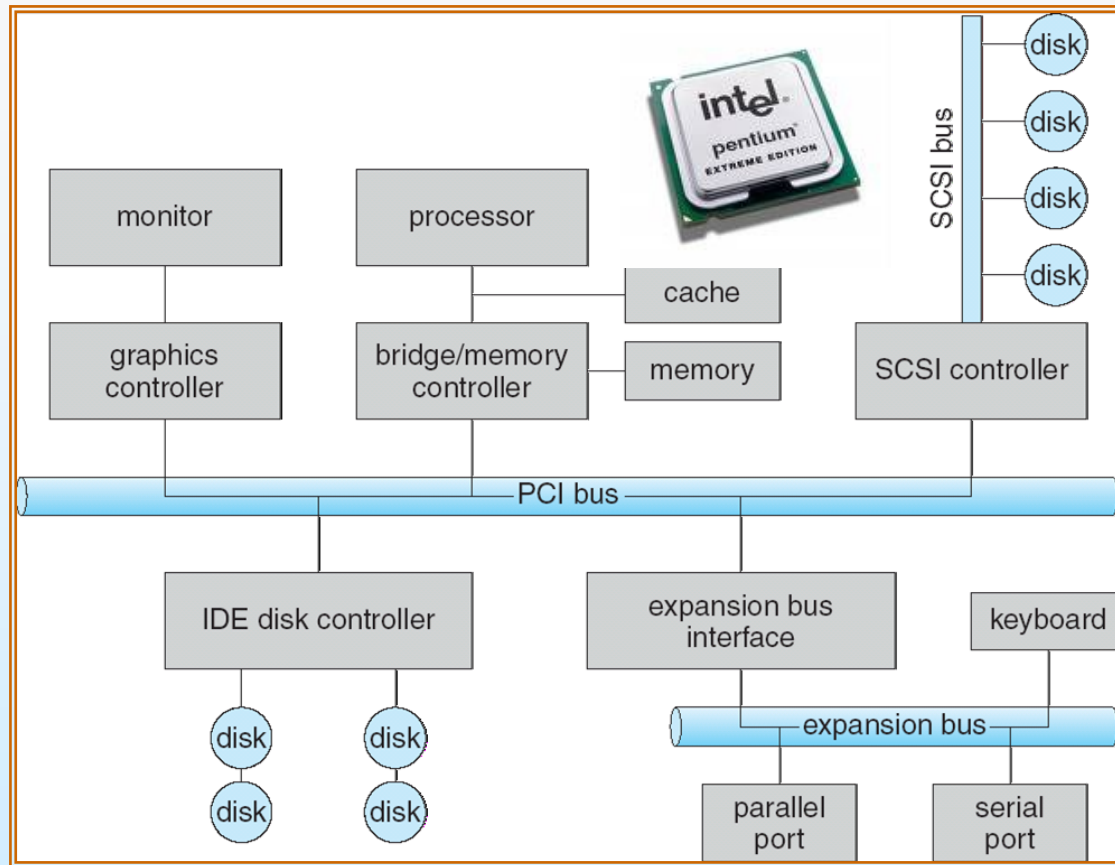 disk
intel®
pentium™
EXTREME EDITION
disk
SCSI bus
disk
monitor
processor
disk
cache
graphics
controller
bridge/memory
controller
memory
SCSI controller
PCI bus
IDE disk controller
expansion bus
interface
keyboard
disk
disk
expansion bus
disk
disk
parallel
port
serial
port